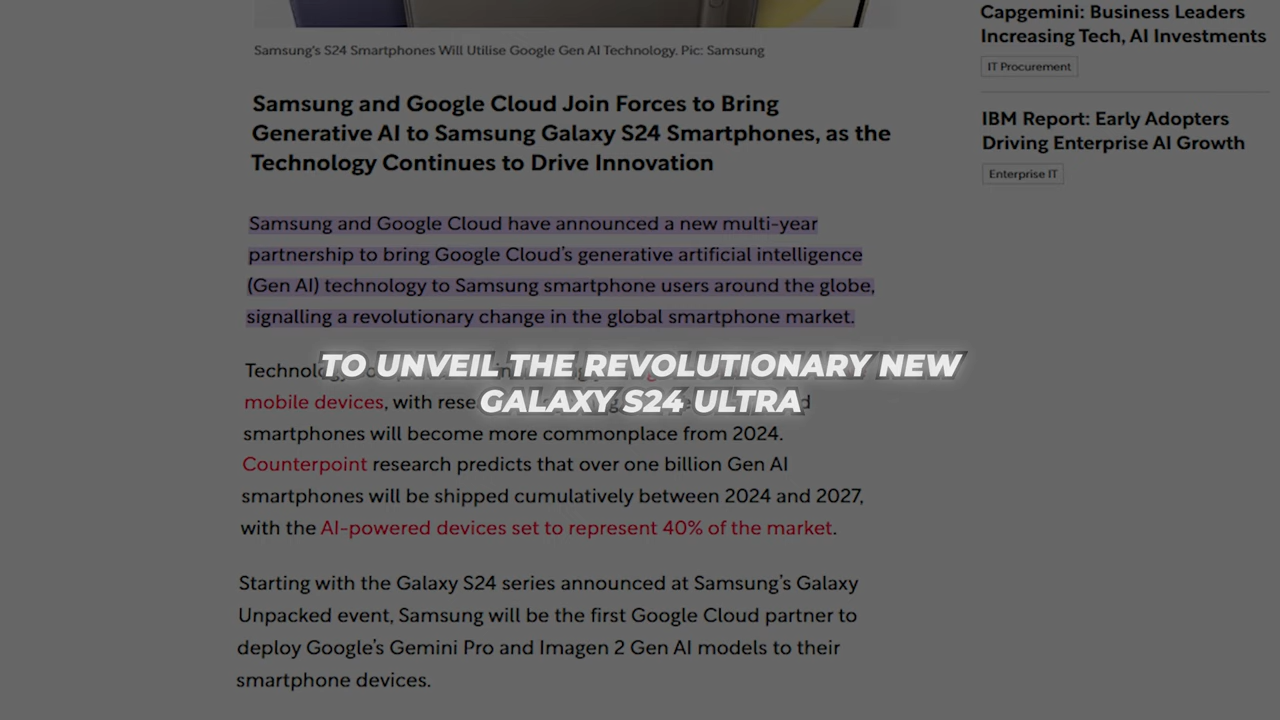 Samsung's S24 Smartphones Will Utilise Google Gen AI Technology. Pic: Samsung
Samsung and Google Cloud Join Forces to Bring
Generative AI to Samsung Galaxy S24 Smartphones, as the
Technology Continues to Drive Innovation
Samsung and Google Cloud have announced a new multi-year
partnership to bring Google Cloud's generative artificial intelligence
(Gen AI) technology to Samsung smartphone users around the globe,
signalling a revolutionary change in the global smartphone market.
TO UNVEIL THE REVOLUTIONARY NEW
GALAXY S24 ULTRA
mobile devices, with
smartphones will become more commonplace from 2024.
Counterpoint research predicts that over one billion Gen AI
smartphones will be shipped cumulatively between 2024 and 2027,
with the AI-powered devices set to represent 40% of the market.
Starting with the Galaxy S24 series announced at Samsung's Galaxy
Unpacked event, Samsung will be the first Google Cloud partner to
deploy Google's Gemini Pro and Imagen 2 Gen AI models to their
smartphone devices.
Capgemini: Business Leaders
Increasing Tech, AI Investments
IT Procurement
IBM Report: Early Adopters
Driving Enterprise AI Growth
Enterprise IT